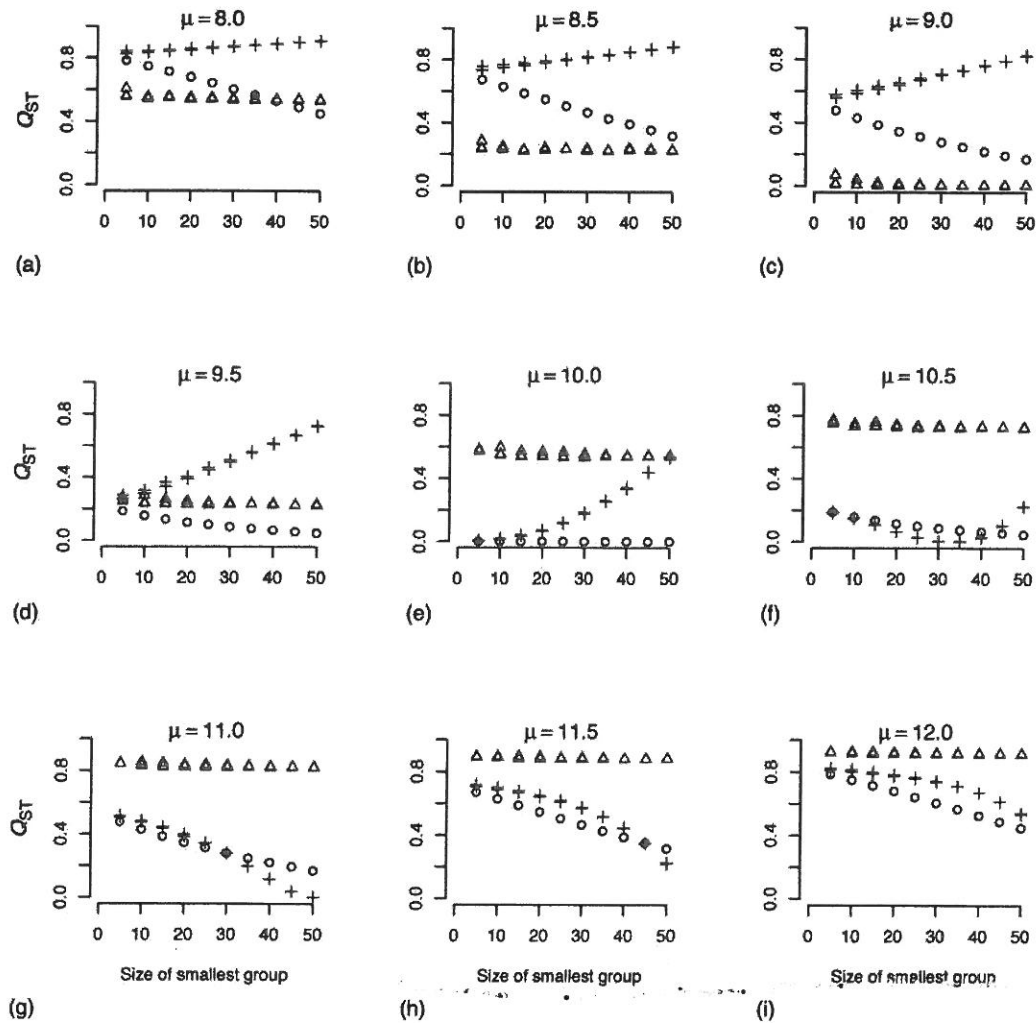 μ = 8.0
μ = 8.5
μ = 9.0
Q_ST
0.0 0.4 0.8
0.0 0.4 0.8
0.0 0.4 0.8
0 10 20 30 40 50
0 10 20 30 40 50
0 10 20 30 40 50
(a)
(b)
(c)
μ = 9.5
μ = 10.0
μ = 10.5
Q_ST
0.0 0.4 0.8
0.0 0.4 0.8
0.0 0.4 0.8
0 10 20 30 40 50
0 10 20 30 40 50
0 10 20 30 40 50
(d)
(e)
(f)
μ = 11.0
μ = 11.5
μ = 12.0
Q_ST
0.0 0.4 0.8
0.0 0.4 0.8
0.0 0.4 0.8
0 10 20 30 40 50
0 10 20 30 40 50
0 10 20 30 40 50
Size of smallest group
Size of smallest group
Size of smallest group
(g)
(h)
(i)